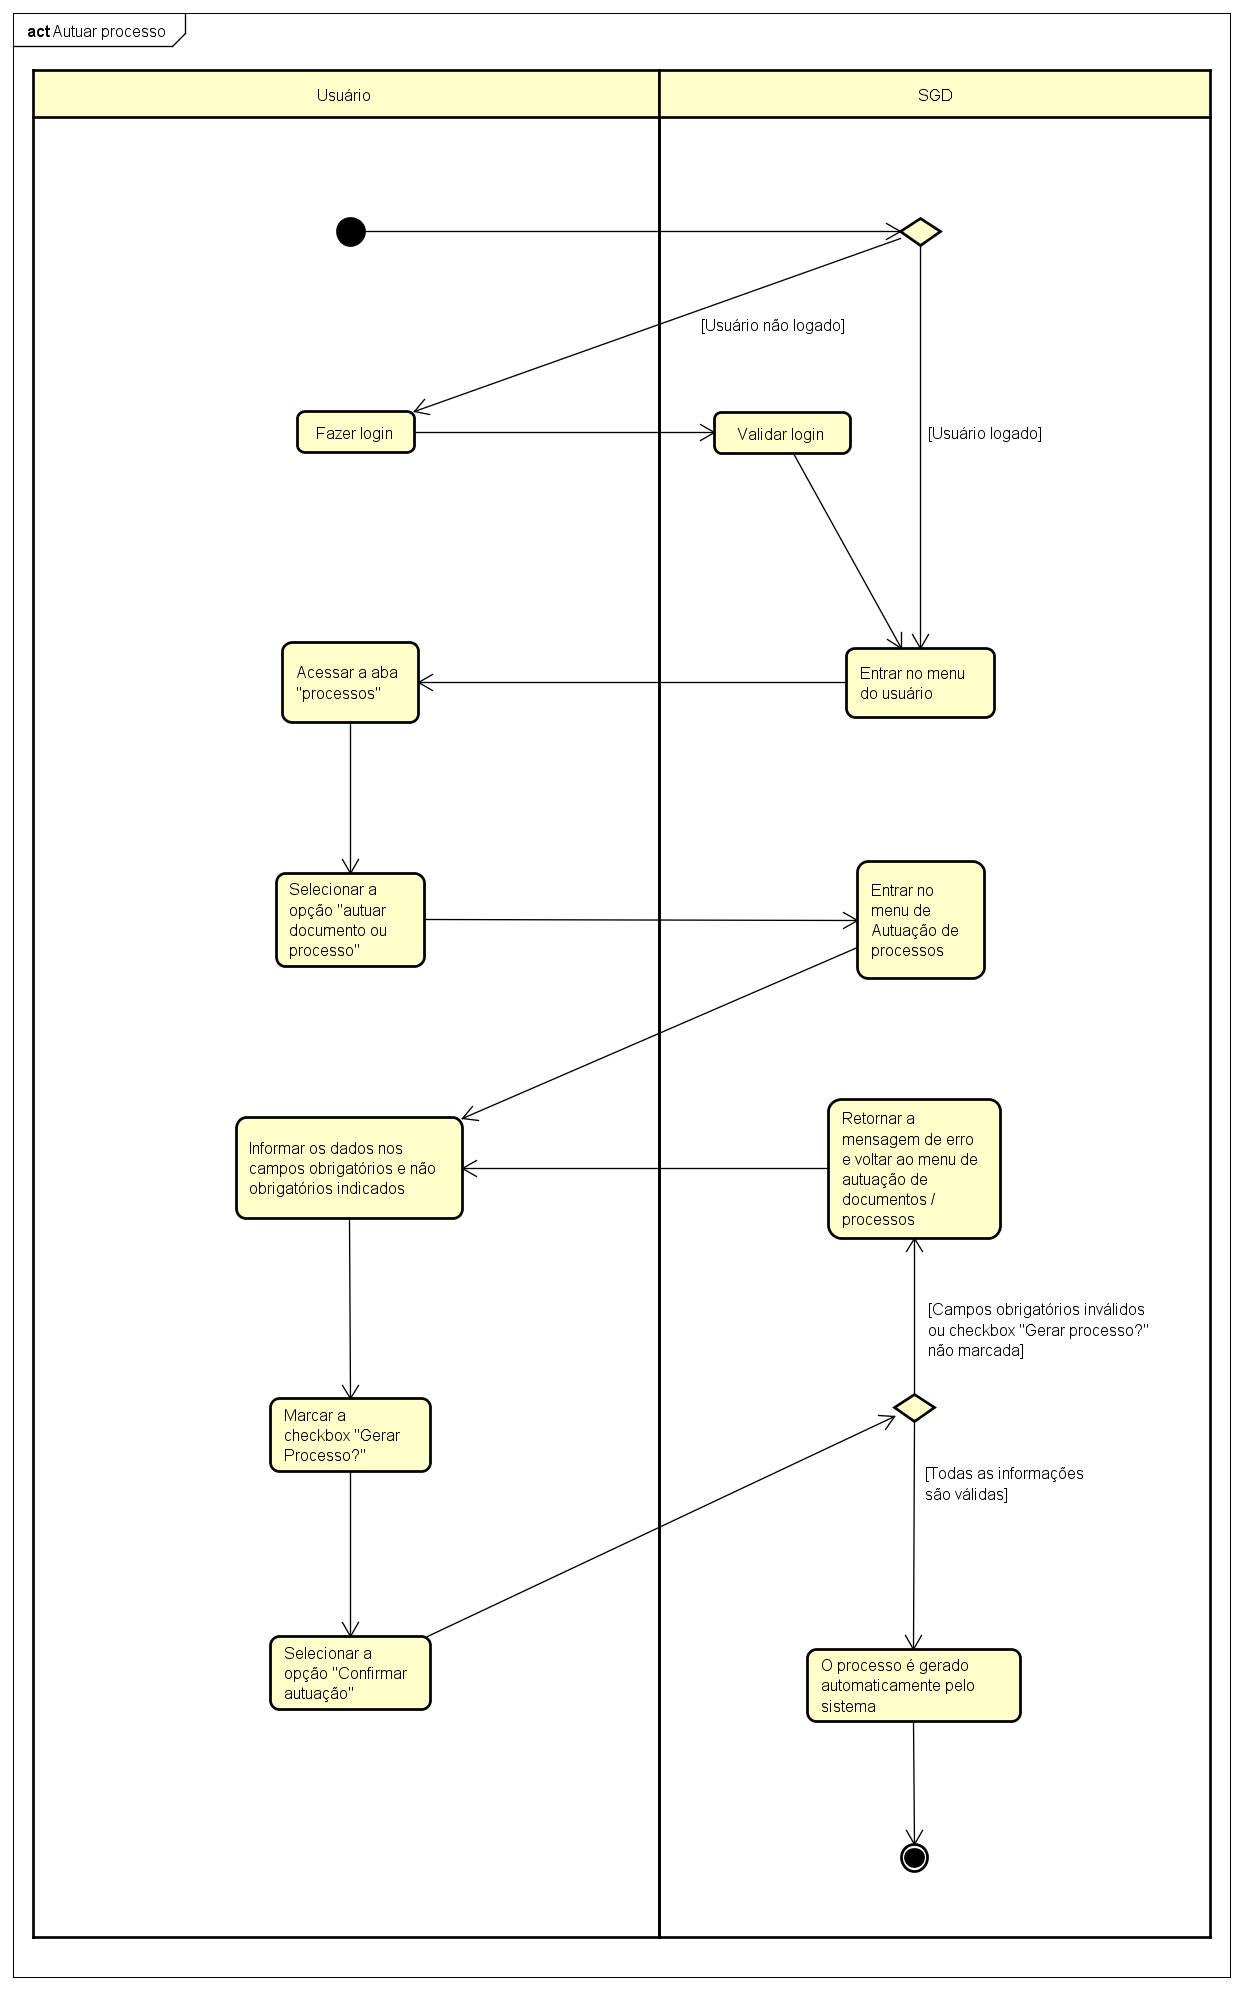 act Autuar processo
Usuário
SGD
[Usuário não logado]
Fazer login
Validar login
[Usuário logado]
Acessar a aba
"processos"
Entrar no menu
do usuário
Selecionar a
opção "autuar
documento ou
processo"
Entrar no
menu de
Autuação de
processos
Informar os dados nos
campos obrigatórios e não
obrigatórios indicados
Retornar a
mensagem de erro
e voltar ao menu de
autuação de
documentos /
processos
[Campos obrigatórios inválidos
ou checkbox "Gerar processo?"
não marcada]
Marcar a
checkbox "Gerar
Processo?"
[Todas as informações
são válidas]
Selecionar a
opção "Confirmar
autuação"
O processo é gerado
automaticamente pelo
sistema